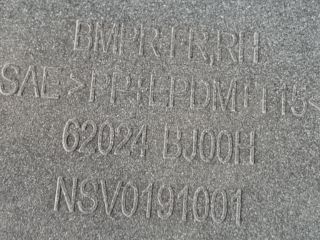 BMPR FR,RH
SAE >PP+EPDM+T15<
62024 BJ00H
NSV0191001